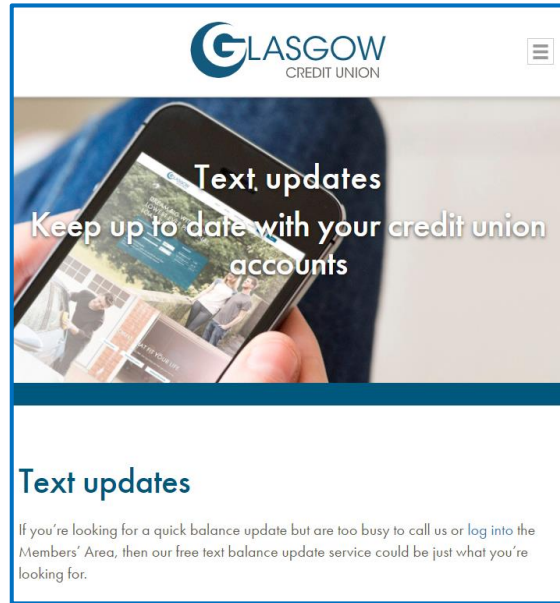 GLASGOW
CREDIT UNION
Text updates
Keep up to date with your credit union
accounts
Text updates
If you’re looking for a quick balance update but are too busy to call us or log into the
Members’ Area, then our free text balance update service could be just what you’re
looking for.